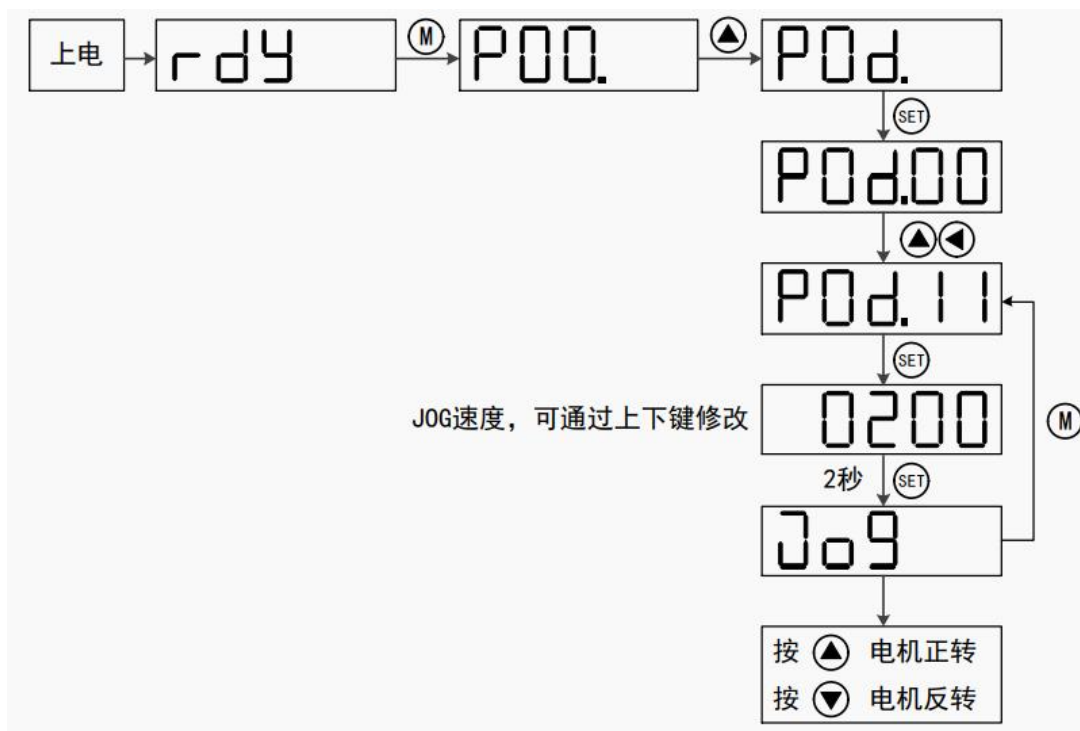 上电
rdY
M
P00.
▲
P0d.
SET
P0d.00
▲◀
P0d.11
SET
JOG速度，可通过上下键修改
0200
M
2秒
SET
Jog
按 ▲ 电机正转
按 ▼ 电机反转